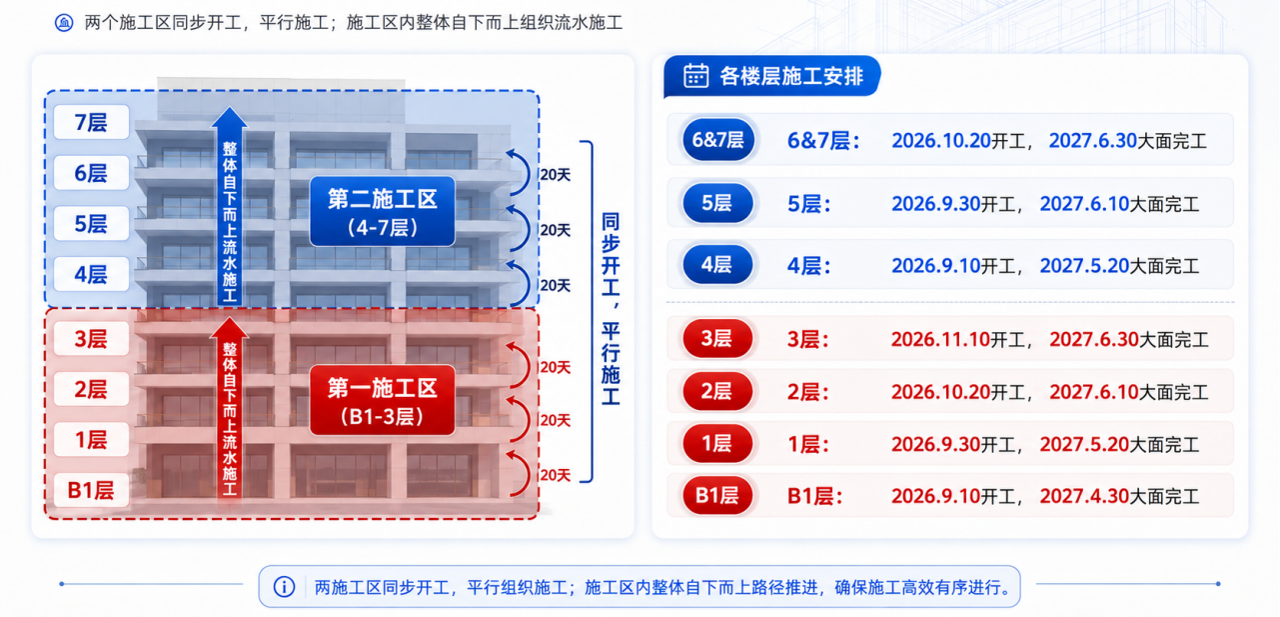 两个施工区同步开工，平行施工；施工区内整体自下而上组织流水施工
7层
6层
5层
4层
3层
2层
1层
B1层
整体自下而上流水施工
整体自下而上流水施工
第二施工区
（4-7层）
第一施工区
（B1-3层）
20天
20天
20天
20天
20天
20天
同步开工，平行施工
各楼层施工安排
6&7层 6&7层： 2026.10.20开工， 2027.6.30大面完工
5层 5层： 2026.9.30开工， 2027.6.10大面完工
4层 4层： 2026.9.10开工， 2027.5.20大面完工
3层 3层： 2026.11.10开工， 2027.6.30大面完工
2层 2层： 2026.10.20开工， 2027.6.10大面完工
1层 1层： 2026.9.30开工， 2027.5.20大面完工
B1层 B1层： 2026.9.10开工， 2027.4.30大面完工
两施工区同步开工，平行组织施工；施工区内整体自下而上路径推进，确保施工高效有序进行。